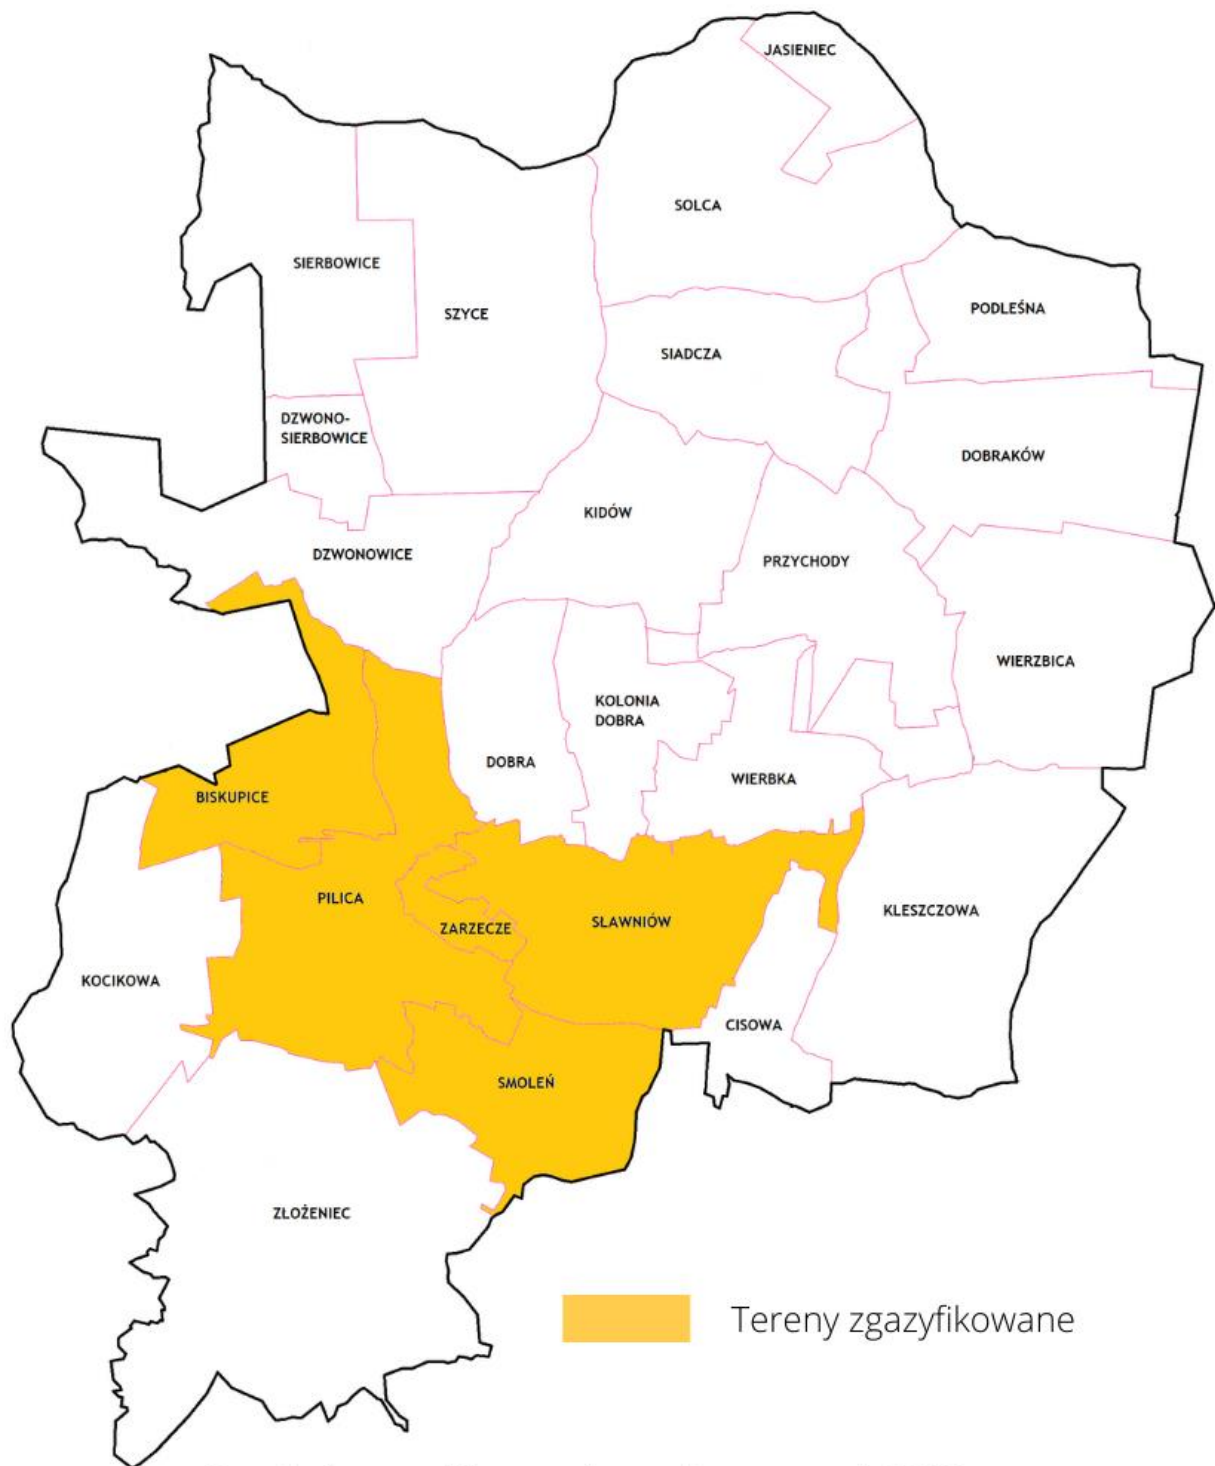 JASIENIEC
SOLCA
SIERBOWICE
PODLEŚNA
SZYCE
SIADCZA
DZWONO-
SIERBOWICE
DOBRAKÓW
KIDÓW
DZWONOWICE
PRZYCHODY
WIERZBICA
KOLONIA
DOBRA
DOBRA
WIERBKA
BISKUPICE
PILICA
KLESZCZOWA
SŁAWNIÓW
ZARZECZE
KOCIKOWA
CISOWA
SMOLEŃ
ZŁOŻENIEC
Tereny zgazyfikowane